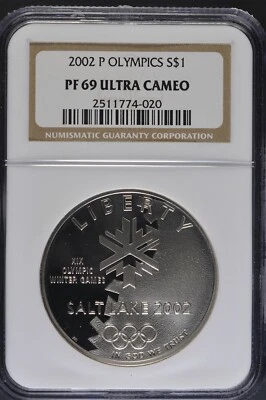 2002 P OLYMPICS S$1
PF 69 ULTRA CAMEO
2511774-020
NUMISMATIC GUARANTY CORPORATION
LIBERTY
XIX
OLYMPIC
WINTER GAMES
SALT LAKE 2002
IN GOD WE TRUST